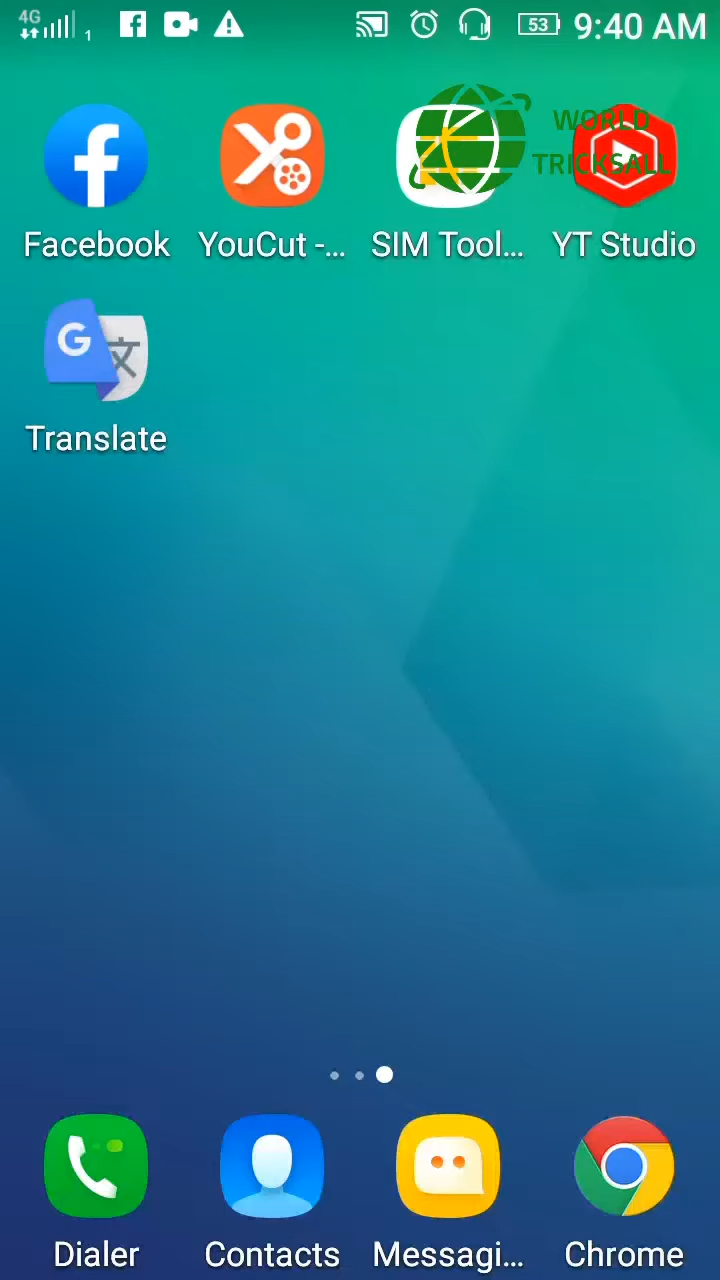 4G 1 53 9:40 AM
WORLD
TRICKSALL
Facebook YouCut -... SIM Tool... YT Studio
G 文
Translate
Dialer Contacts Messagi... Chrome